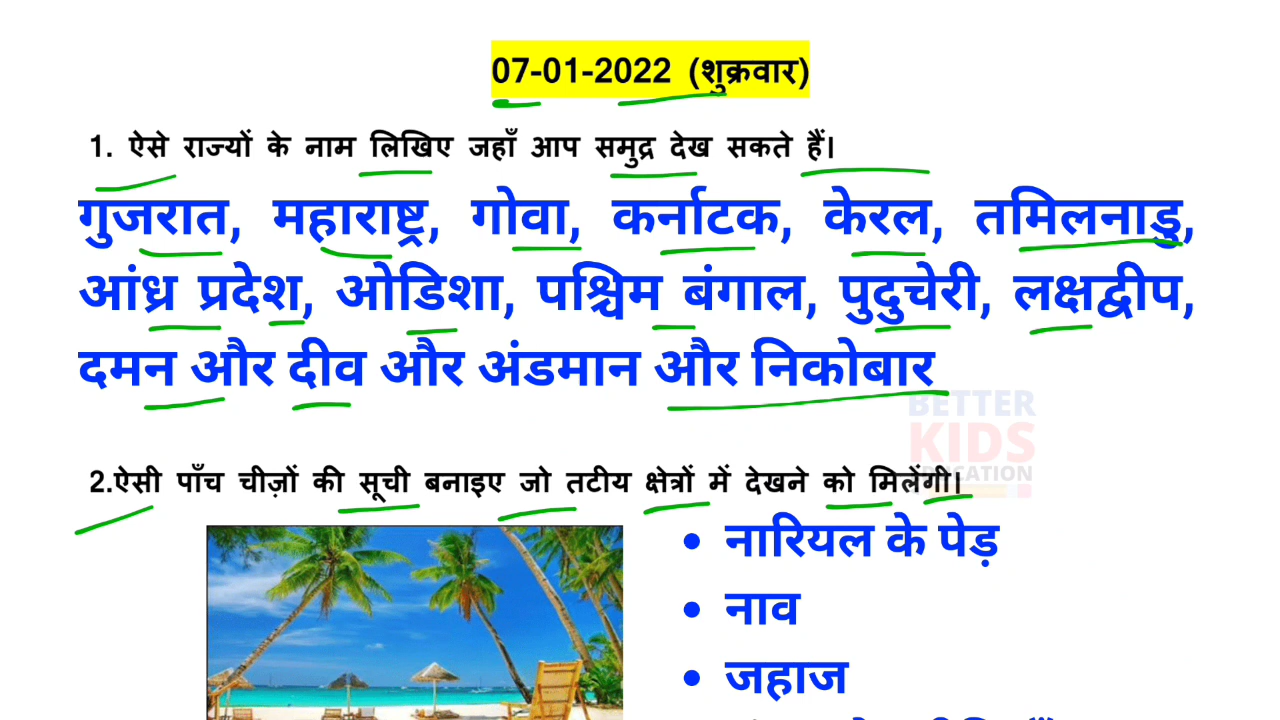 07-01-2022 (शुक्रवार)
1. ऐसे राज्यों के नाम लिखिए जहाँ आप समुद्र देख सकते हैं।
गुजरात, महाराष्ट्र, गोवा, कर्नाटक, केरल, तमिलनाडु,
आंध्र प्रदेश, ओडिशा, पश्चिम बंगाल, पुदुचेरी, लक्षद्वीप,
दमन और दीव और अंडमान और निकोबार
BETTER
KIDS
EDUCATION
2.ऐसी पाँच चीज़ों की सूची बनाइए जो तटीय क्षेत्रों में देखने को मिलेंगी।
• नारियल के पेड़
• नाव
• जहाज